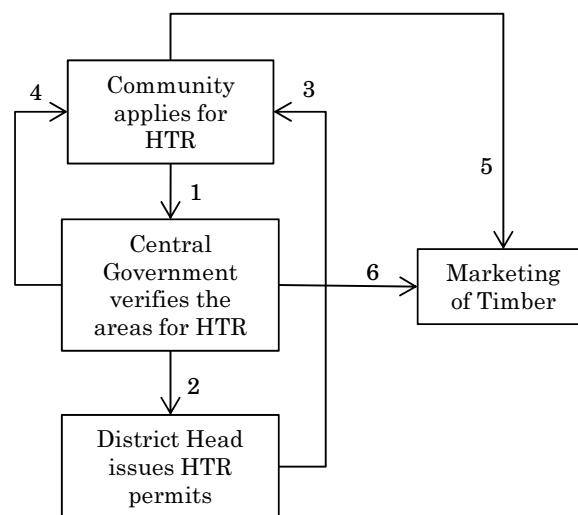 4
Community
applies for
HTR
3
1
5
Central
Government
verifies the
areas for HTR
6
Marketing
of Timber
2
District Head
issues HTR
permits